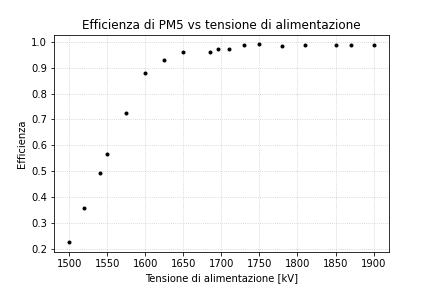 Efficienza di PM5 vs tensione di alimentazione
1.0
0.9
0.8
0.7
0.6
0.5
0.4
0.3
0.2
Efficienza
1500 1550 1600 1650 1700 1750 1800 1850 1900
Tensione di alimentazione [kV]